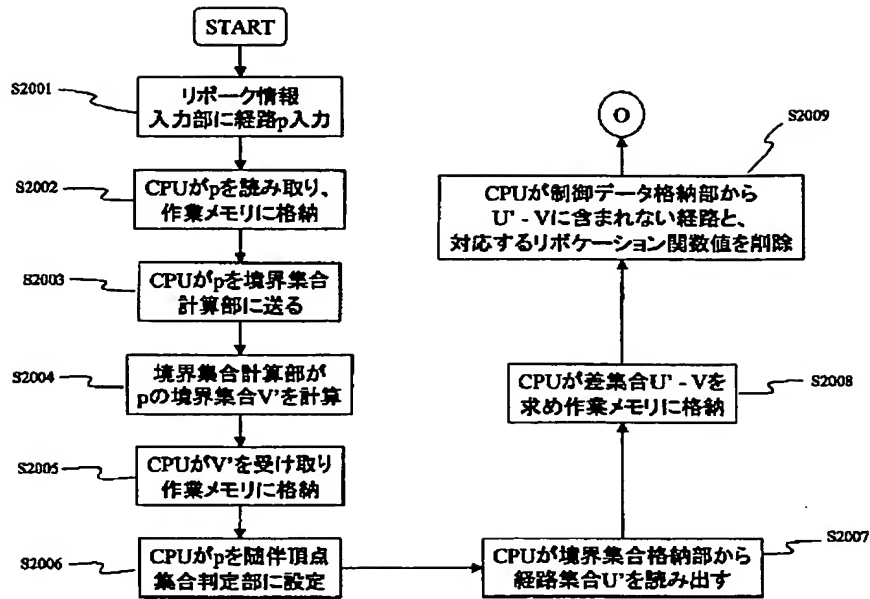 START
S2001
リボーク情報
入力部に経路p入力
S2002
CPUがpを読み取り、
作業メモリに格納
S2003
CPUがpを境界集合
計算部に送る
S2004
境界集合計算部が
pの境界集合V'を計算
S2005
CPUがV'を受け取り
作業メモリに格納
S2006
CPUがpを随伴頂点
集合判定部に設定
S2007
CPUが境界集合格納部から
経路集合U'を読み出す
S2008
CPUが差集合U' - Vを
求め作業メモリに格納
S2009
CPUが制御データ格納部から
U' - Vに含まれない経路と、
対応するリボケーション関数値を削除
O